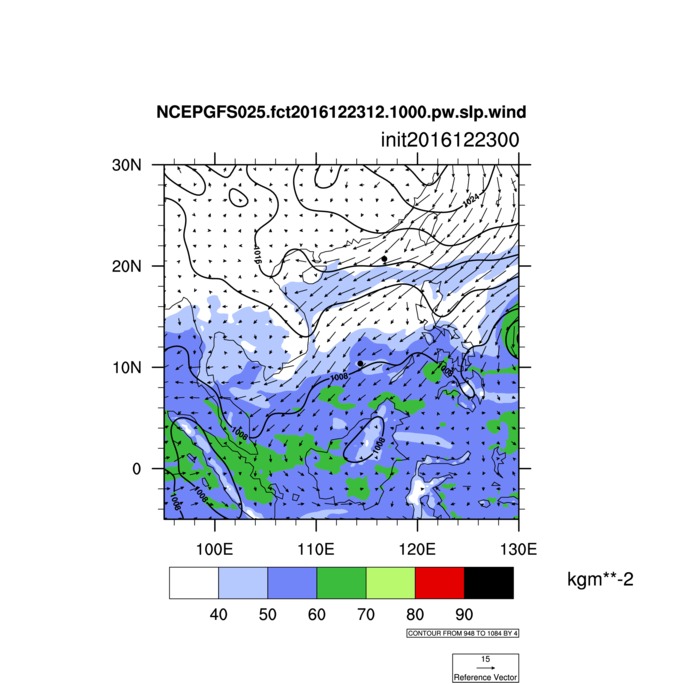 NCEPGFS025.fct2016122312.1000.pw.slp.wind
init2016122300
30N
1024
1016
20N
10N
1008
1008
1008
1008
0
1008
1008
100E 110E 120E 130E
kgm**-2
40 50 60 70 80 90
CONTOUR FROM 948 TO 1084 BY 4
15
Reference Vector